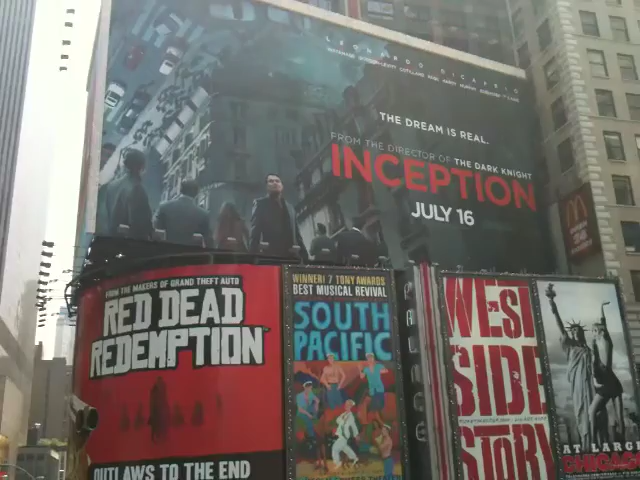 LEONARDO DICAPRIO
THE DREAM IS REAL.
FROM THE DIRECTOR OF THE DARK KNIGHT
INCEPTION
JULY 16
FROM THE MAKERS OF GRAND THEFT AUTO
RED DEAD
REDEMPTION
OUTLAWS TO THE END
WINNER! 7 TONY AWARDS
BEST MUSICAL REVIVAL
SOUTH
PACIFIC
WEST
SIDE
STORY
AT LARGE
CHICAGO